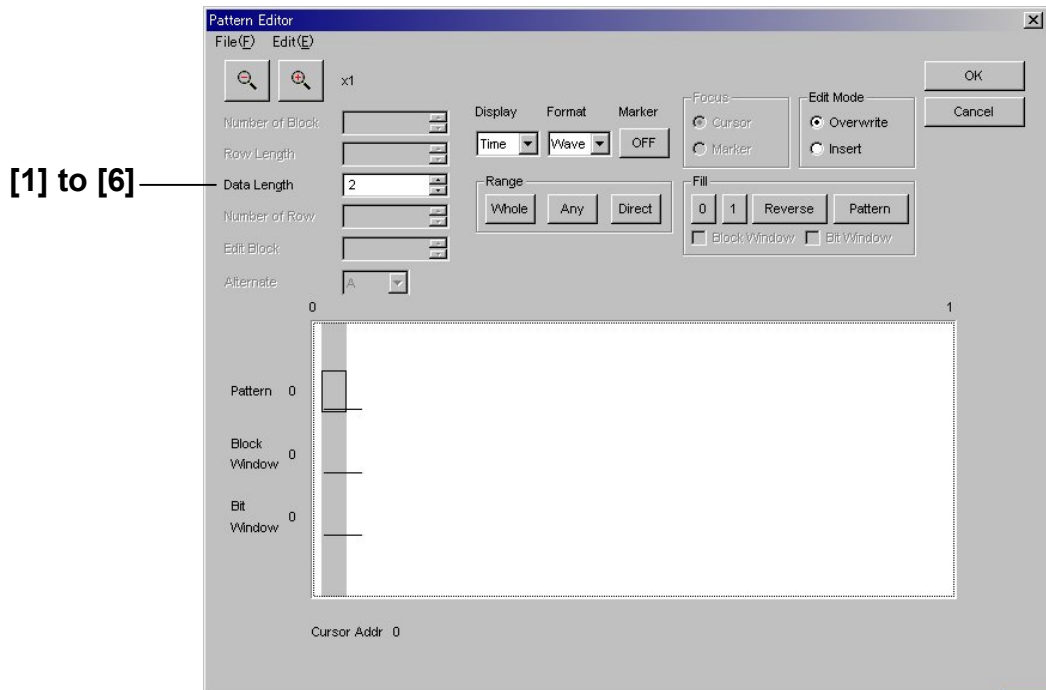 Pattern Editor
File(F) Edit(E)
x1
OK
Cancel
Number of Block
Row Length
[1] to [6]
Data Length 2
Number of Row
Edit Block
Alternate A
Display Format Marker
Time Wave OFF
Focus
Cursor
Marker
Edit Mode
Overwrite
Insert
Range
Whole Any Direct
Fill
0 1 Reverse Pattern
Block Window Bit Window
0 1
Pattern 0
Block
Window 0
Bit
Window 0
Cursor Addr 0